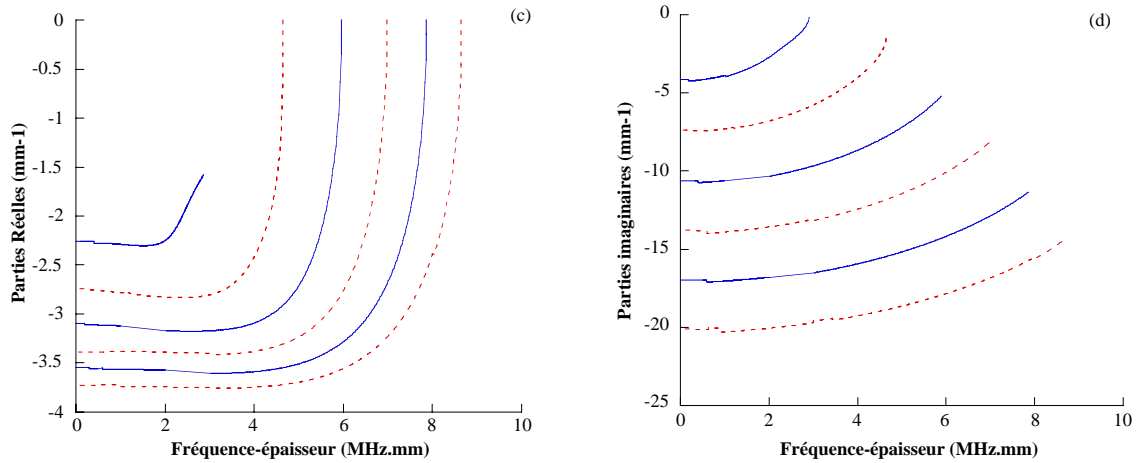 (c)
Parties Réelles (mm-1)
0
-0.5
-1
-1.5
-2
-2.5
-3
-3.5
-4
0 2 4 6 8 10
Fréquence-épaisseur (MHz.mm)
(d)
Parties imaginaires (mm-1)
0
-5
-10
-15
-20
-25
0 2 4 6 8 10
Fréquence-épaisseur (MHz.mm)